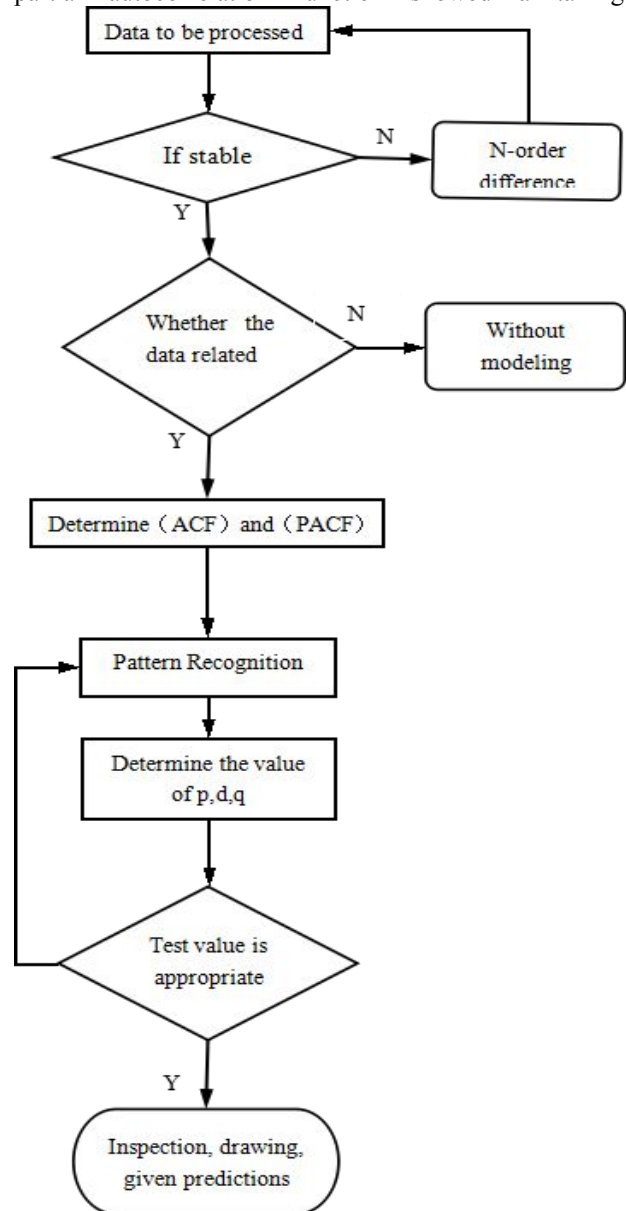 Data to be processed
If stable
N
N-order
difference
Y
Whether the
data related
N
Without
modeling
Y
Determine（ACF）and（PACF）
Pattern Recognition
Determine the value
of p,d,q
Test value is
appropriate
Y
Inspection, drawing,
given predictions